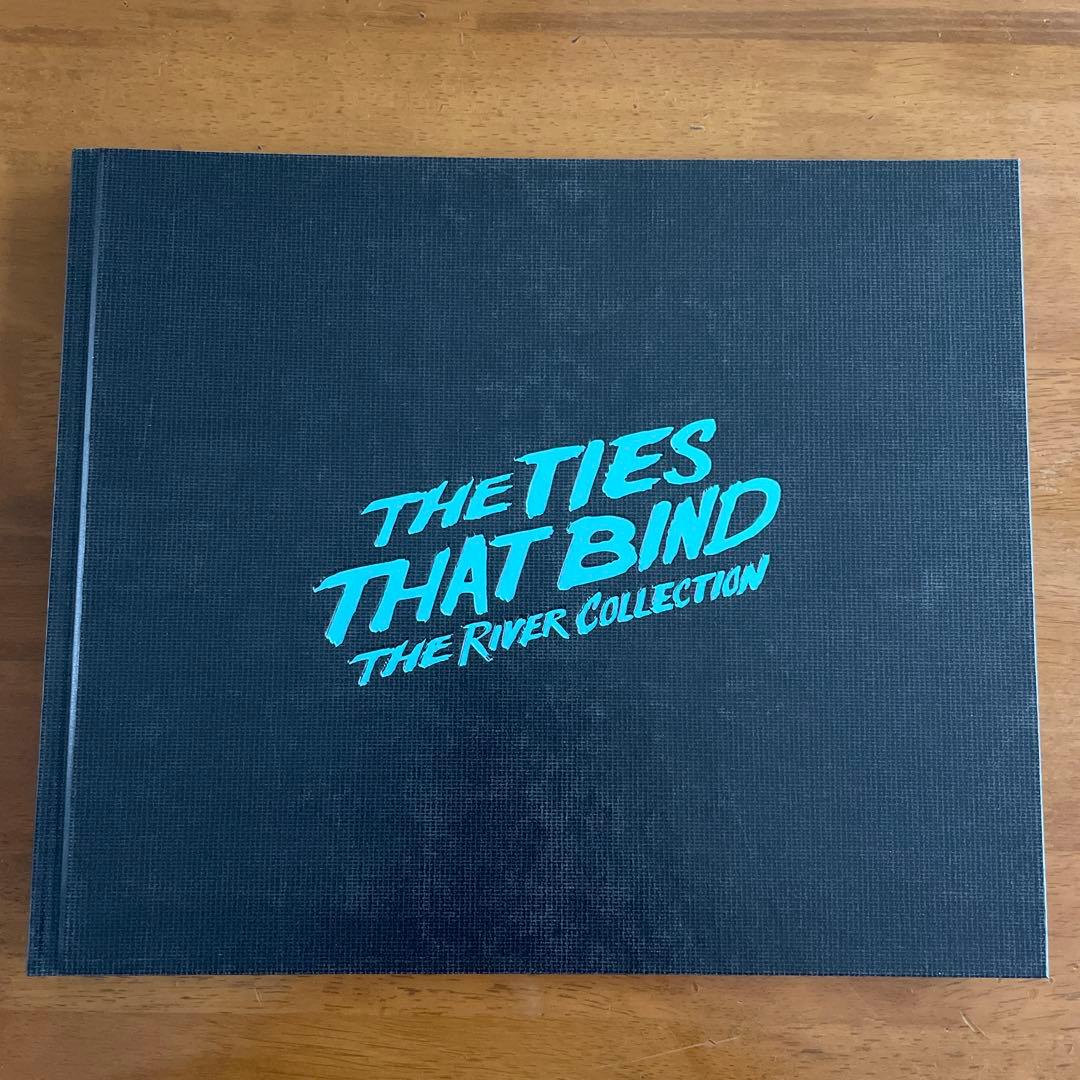 THE TIES
THAT BIND
THE RIVER COLLECTION